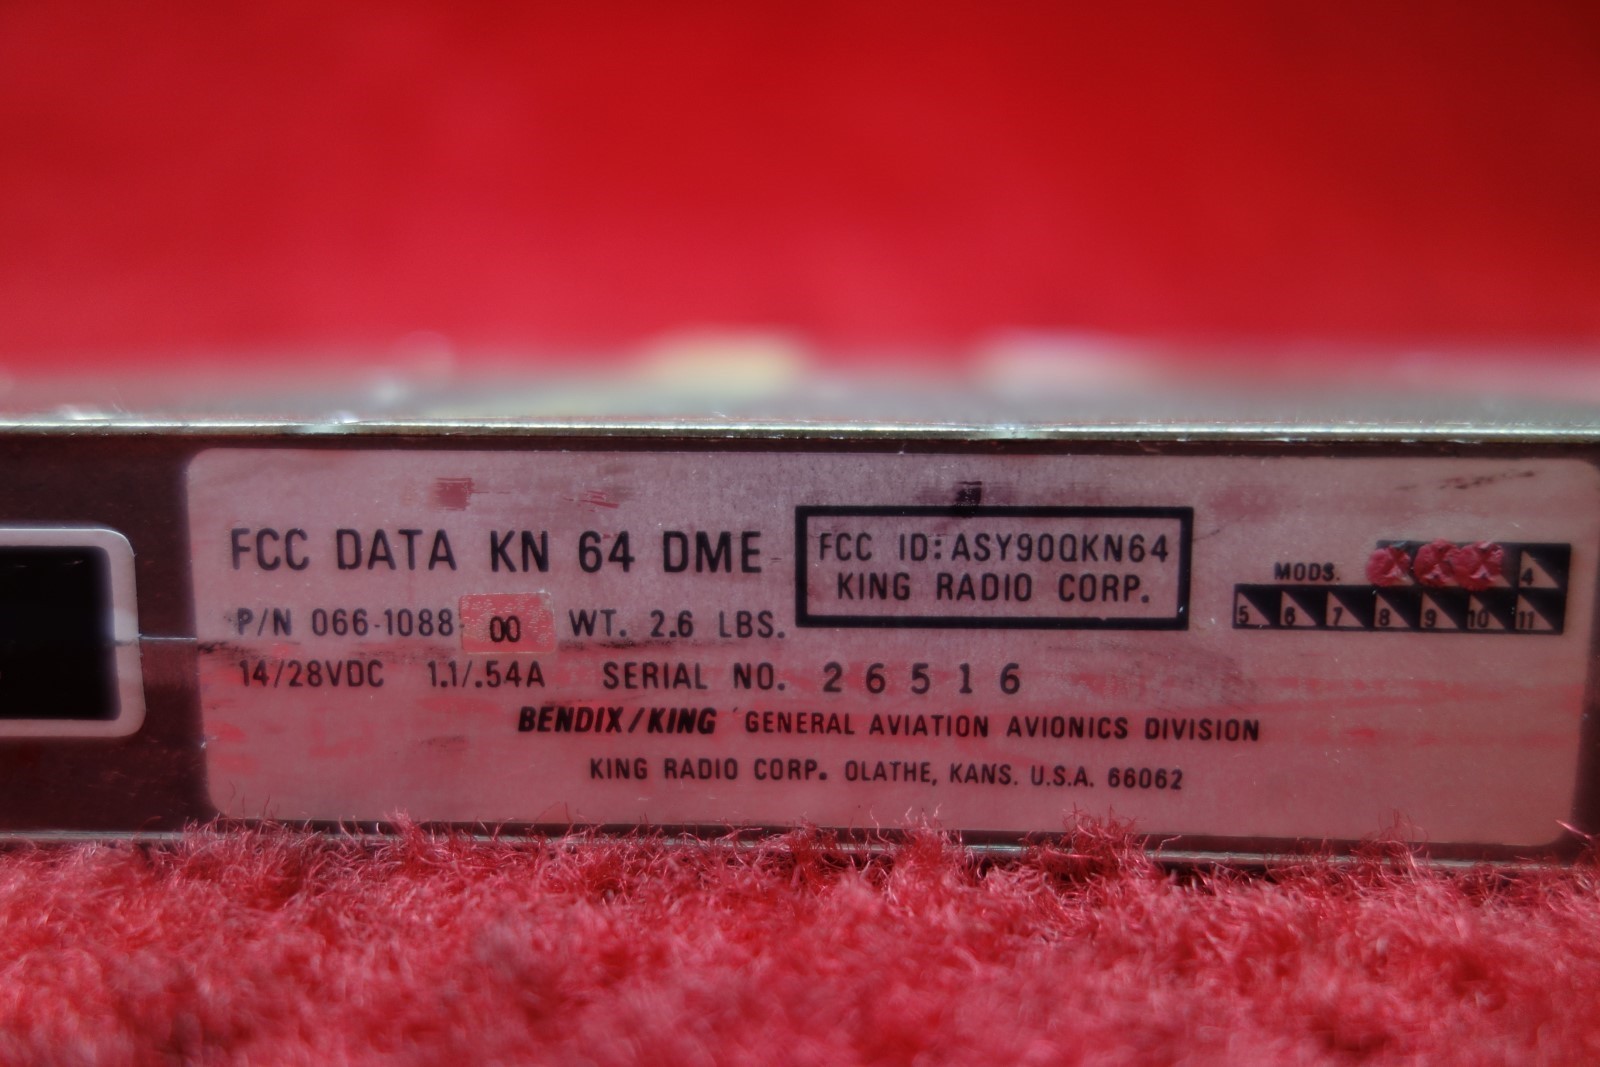 FCC DATA KN 64 DME
FCC ID: ASY90QKN64
KING RADIO CORP.
MODS. 4
5 6 7 8 9 10 11
P/N 066-1088- 00 WT. 2.6 LBS.
14/28VDC 1.1/.54A SERIAL NO. 26516
BENDIX/KING GENERAL AVIATION AVIONICS DIVISION
KING RADIO CORP. OLATHE, KANS. U.S.A. 66062